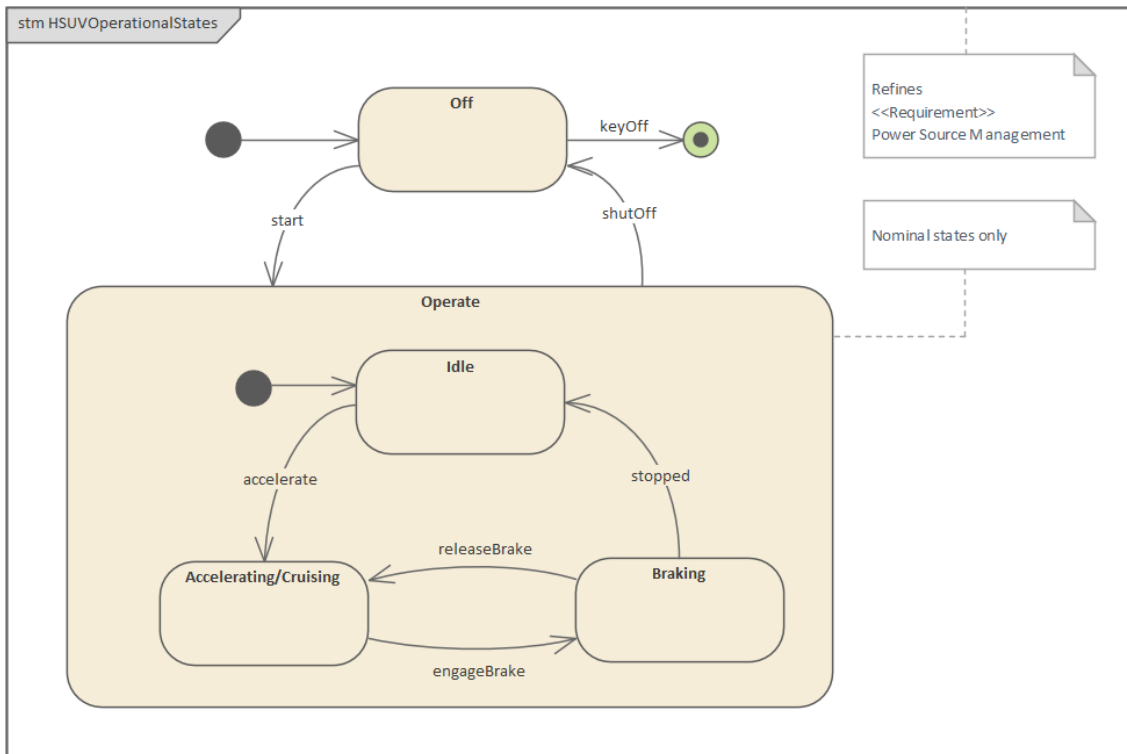 stm HSUVOperationalStates
Off
keyOff
Refines
<<Requirement>>
Power Source Management
start
shutOff
Nominal states only
Operate
Idle
accelerate
stopped
releaseBrake
Accelerating/Cruising
Braking
engageBrake